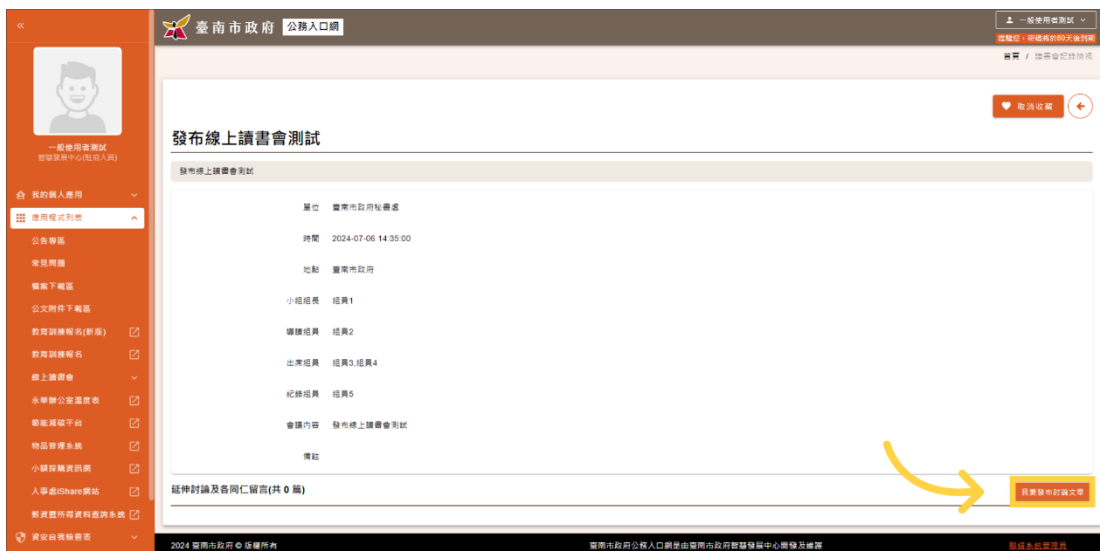 «
臺南市政府 公務入口網
一般使用者測試
提醒您，密碼將於80天後到期
首頁 / 讀書會記錄檢視
一般使用者測試
智慧發展中心(駐府人員)
我的個人應用
應用程式列表
公告專區
常見問題
檔案下載區
公文附件下載區
教育訓練報名(新版)
教育訓練報名
線上讀書會
永華辦公室溫度表
節能減碳平台
物品管理系統
小額採購資訊網
人事處iShare網站
薪資暨所得資料查詢系統
資安自我檢查表
取消收藏
發布線上讀書會測試
發布線上讀書會測試
單位 臺南市政府秘書處
時間 2024-07-06 14:35:00
地點 臺南市政府
小組組長 組員1
導讀組員 組員2
出席組員 組員3,組員4
紀錄組員 組員5
會議內容 發布線上讀書會測試
備註
延伸討論及各同仁留言(共 0 篇)
我要發布討論文章
2024 臺南市政府 © 版權所有
臺南市政府公務入口網是由臺南市政府智慧發展中心開發及維護
聯絡系統管理員